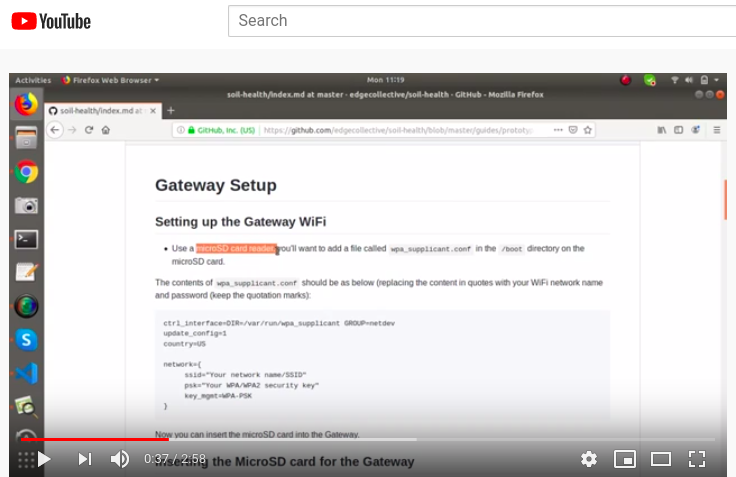 YouTube
Search
Activities Firefox Web Browser Mon 11:19
soil-health/index.md at master - edgecollective/soil-health - GitHub - Mozilla Firefox
soil-health/index.md at
GitHub, Inc. (US) https://github.com/edgecollective/soil-health/blob/master/guides/prototy
Gateway Setup
Setting up the Gateway WiFi
• Use a microSD card reader, you'll want to add a file called wpa_supplicant.conf in the /boot directory on the
microSD card.
The contents of wpa_supplicant.conf should be as below (replacing the content in quotes with your WiFi network name
and password (keep the quotation marks):
ctrl_interface=DIR=/var/run/wpa_supplicant GROUP=netdev
update_config=1
country=US
network={
ssid="Your network name/SSID"
psk="Your WPA/WPA2 security key"
key_mgmt=WPA-PSK
}
Now you can insert the microSD card into the Gateway.
Inserting the MicroSD card for the Gateway
0:37 / 2:58